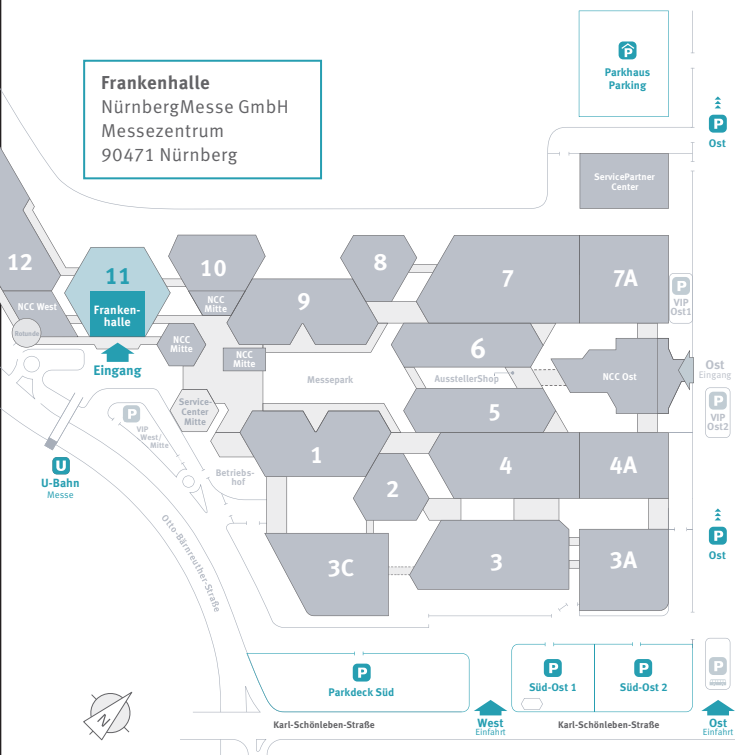 Frankenhalle
NürnbergMesse GmbH
Messezentrum
90471 Nürnberg
P
Parkhaus
Parking
P
Ost
ServicePartner
Center
12
11
10
8
7
7A
9
NCC West
Franken-
halle
NCC
Mitte
P
VIP
Ost1
Rotunde
NCC
Mitte
NCC
Mitte
6
Eingang
Messepark
AusstellerShop
NCC Ost
Ost
Eingang
Service-
Center
Mitte
5
P
VIP
Ost2
P
VIP
West/
Mitte
1
4
4A
U
U-Bahn
Messe
Betriebs-
hof
2
Otto-Bärnreuther-Straße
P
Ost
3C
3
3A
P
Parkdeck Süd
P
Süd-Ost 1
P
Süd-Ost 2
P
N
Karl-Schönleben-Straße
West
Einfahrt
Karl-Schönleben-Straße
Ost
Einfahrt